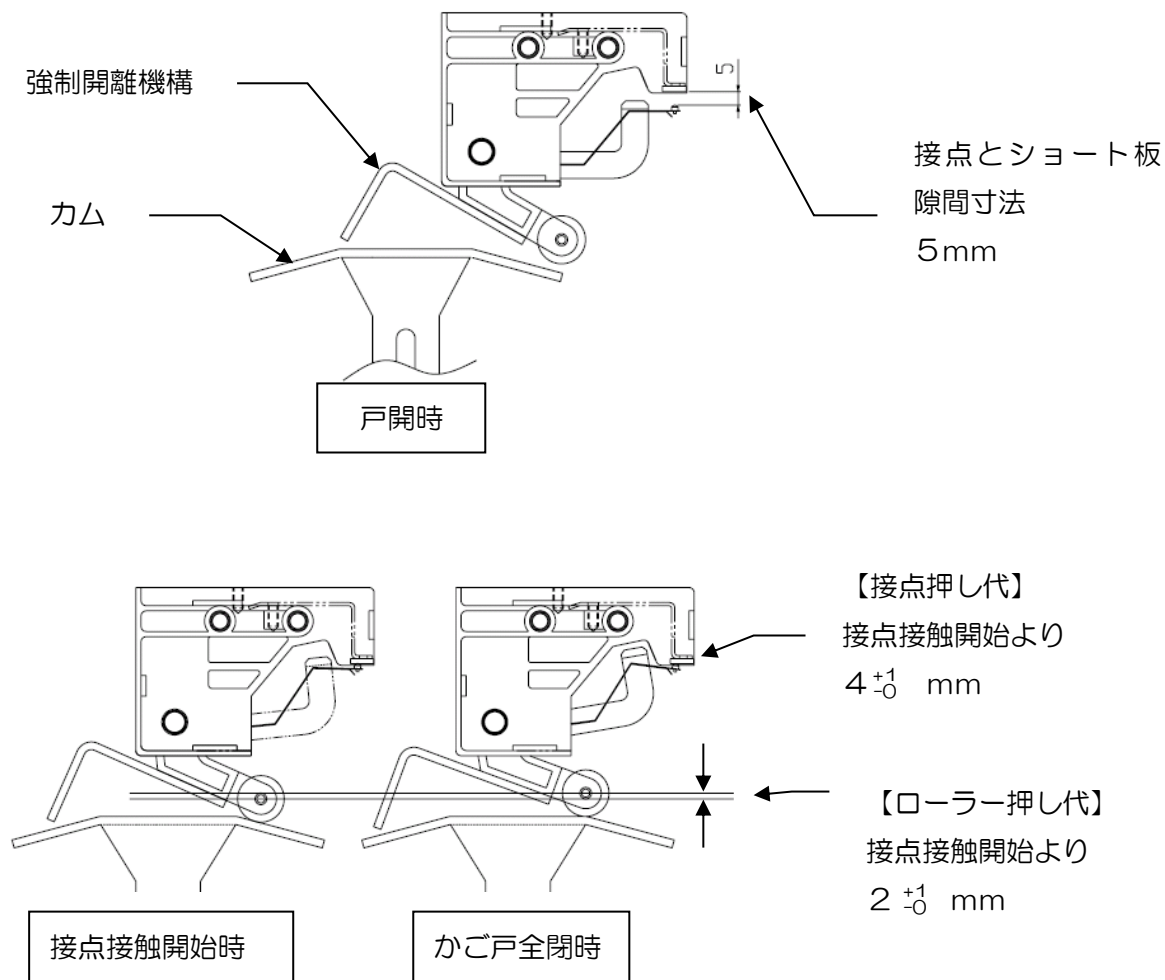 強制開離機構
カム
5
接点とショート板
隙間寸法
5mm
戸開時
【接点押し代】
接点接触開始より
4 +1 -0 mm
【ローラー押し代】
接点接触開始より
2 +1 -0 mm
接点接触開始時
かご戸全閉時